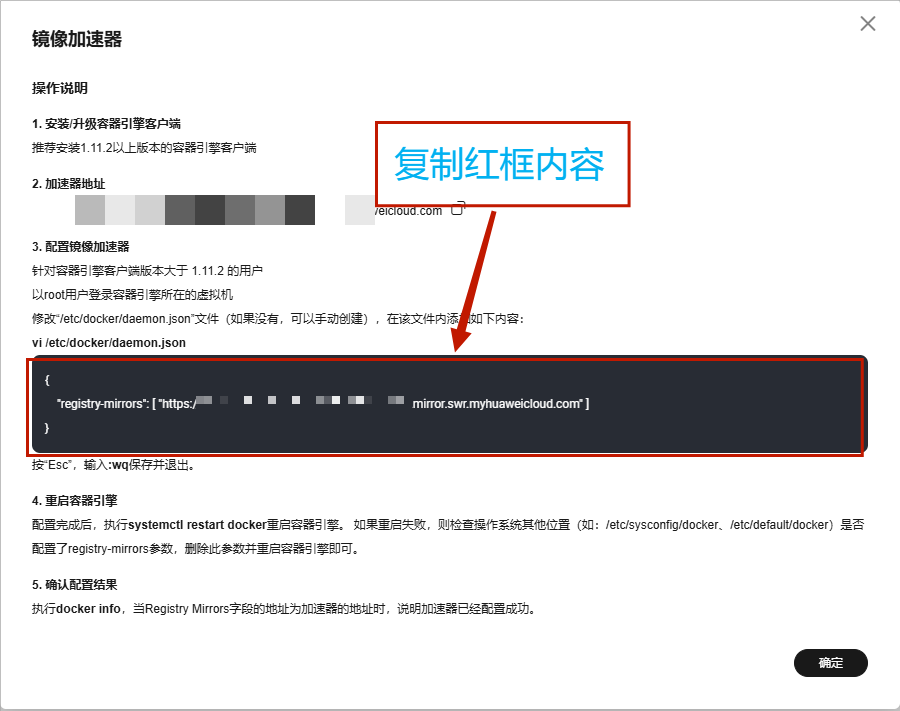 镜像加速器
操作说明
1. 安装/升级容器引擎客户端
推荐安装1.11.2以上版本的容器引擎客户端
复制红框内容
2. 加速器地址
eicloud.com
3. 配置镜像加速器
针对容器引擎客户端版本大于 1.11.2 的用户
以root用户登录容器引擎所在的虚拟机
修改“/etc/docker/daemon.json”文件（如果没有，可以手动创建），在该文件内添加如下内容：
vi /etc/docker/daemon.json
{
"registry-mirrors": [ "https:/ mirror.swr.myhuaweicloud.com" ]
}
按“Esc”，输入:wq保存并退出。
4. 重启容器引擎
配置完成后，执行systemctl restart docker重启容器引擎。 如果重启失败，则检查操作系统其他位置（如：/etc/sysconfig/docker、/etc/default/docker）是否
配置了registry-mirrors参数，删除此参数并重启容器引擎即可。
5. 确认配置结果
执行docker info，当Registry Mirrors字段的地址为加速器的地址时，说明加速器已经配置成功。
确定